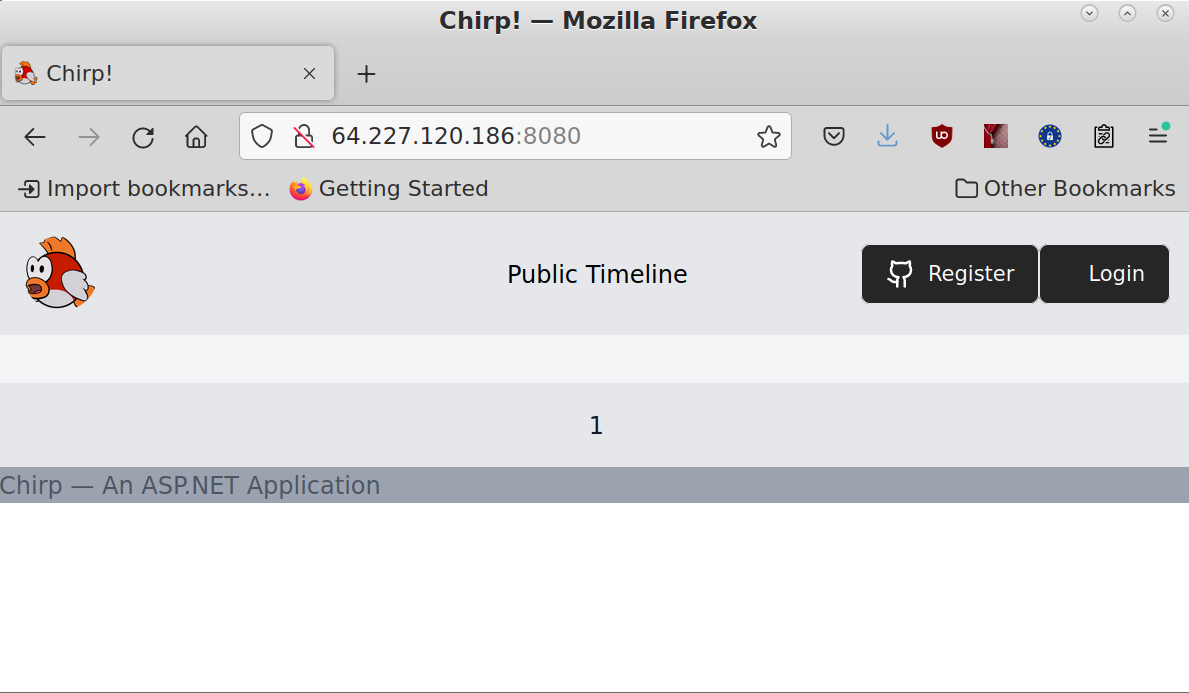 Chirp! — Mozilla Firefox
Chirp!
64.227.120.186:8080
Import bookmarks… Getting Started Other Bookmarks
Public Timeline Register Login
1
Chirp — An ASP.NET Application